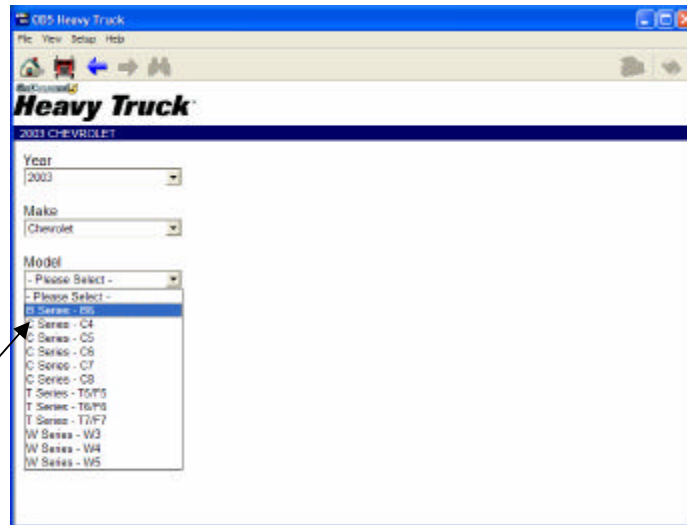 OB5 Heavy Truck
File View Setup Help
Heavy Truck
2003 CHEVROLET
Year
2003
Make
Chevrolet
Model
- Please Select -
- Please Select -
B Series - B6
C Series - C4
C Series - C5
C Series - C6
C Series - C7
C Series - C8
T Series - T5/F5
T Series - T6/F6
T Series - T7/F7
W Series - W3
W Series - W4
W Series - W5